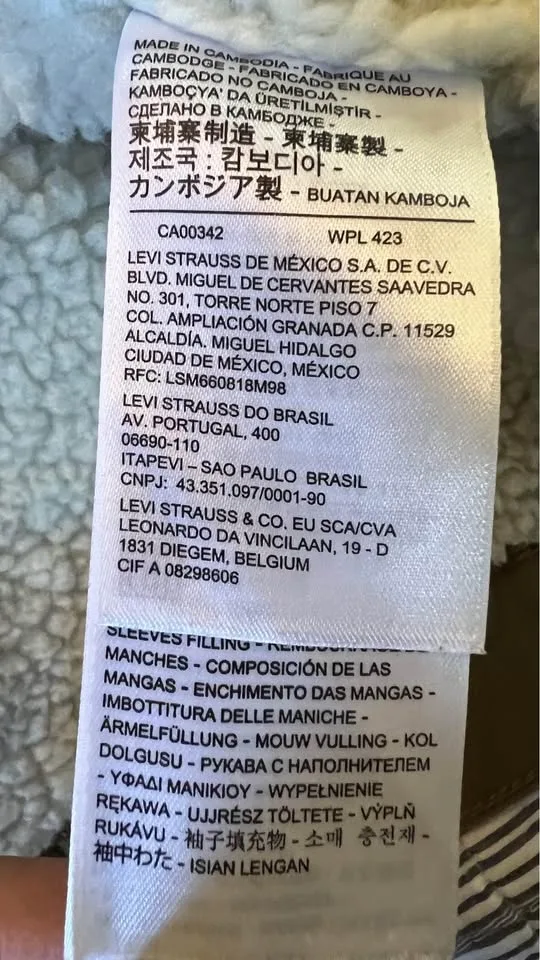 MADE IN CAMBODIA - FABRIQUE AU
CAMBODGE - FABRICADO EN CAMBOYA -
FABRICADO NO CAMBOJA -
KAMBOÇYA' DA ÜRETİLMİŞTİR -
СДЕЛАНО В КАМБОДЖЕ -
柬埔寨制造 - 柬埔寨製 -
제조국 : 캄보디아 -
カンボジア製 - BUATAN KAMBOJA
CA00342 WPL 423
LEVI STRAUSS DE MÉXICO S.A. DE C.V.
BLVD. MIGUEL DE CERVANTES SAAVEDRA
NO. 301, TORRE NORTE PISO 7
COL. AMPLIACIÓN GRANADA C.P. 11529
ALCALDÍA. MIGUEL HIDALGO
CIUDAD DE MÉXICO, MÉXICO
RFC: LSM660818M98
LEVI STRAUSS DO BRASIL
AV. PORTUGAL, 400
06690-110
ITAPEVI – SAO PAULO BRASIL
CNPJ: 43.351.097/0001-90
LEVI STRAUSS & CO. EU SCA/CVA
LEONARDO DA VINCILAAN, 19 - D
1831 DIEGEM, BELGIUM
CIF A 08298606
SLEEVES FILLING -
MANCHES - COMPOSICIÓN DE LAS
MANGAS - ENCHIMENTO DAS MANGAS -
IMBOTTITURA DELLE MANICHE -
ÄRMELFÜLLUNG - MOUW VULLING - KOL
DOLGUSU - РУКАВА С НАПОЛНИТЕЛЕМ
- ΥΦΑΔΙ ΜΑΝΙΚΙΟΥ - WYPEŁNIENIE
RĘKAWA - UJJRÉSZ TÖLTETE - VÝPLŇ
RUKÁVU - 袖子填充物 - 소매 충전재 -
袖中わた - ISIAN LENGAN